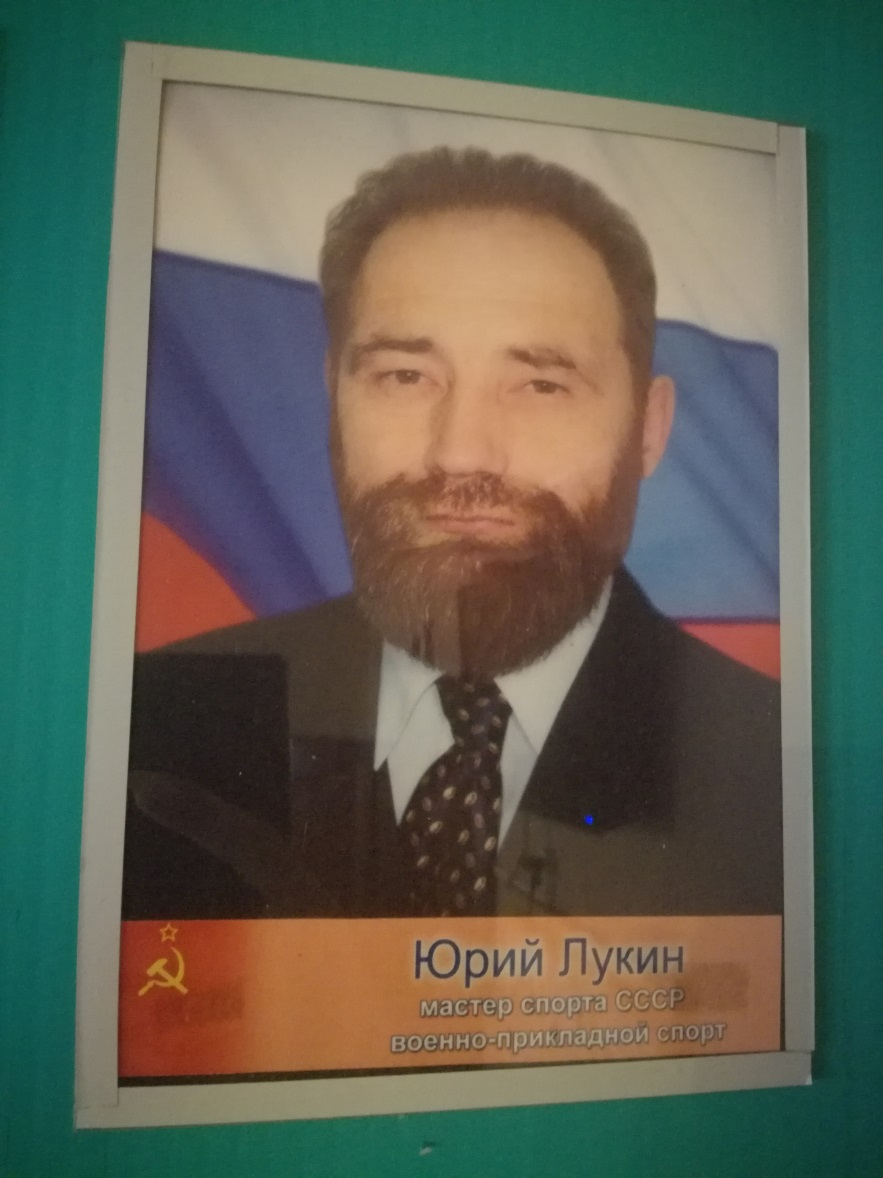 Юрий Лукин
мастер спорта СССР
военно-прикладной спорт